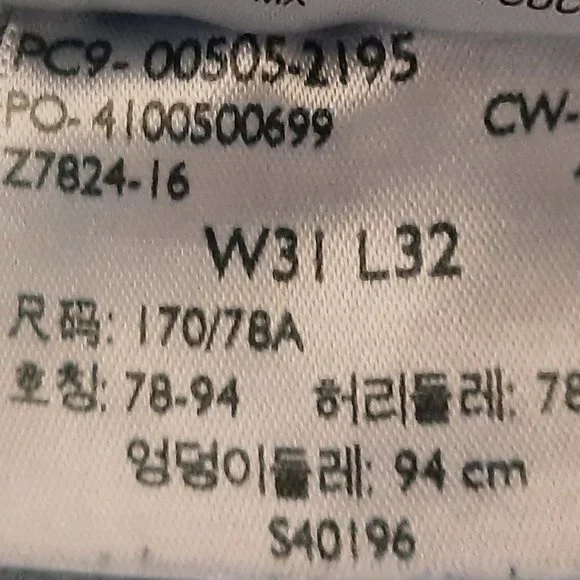 PC9-00505-2195
PO-4100500699 CW-
Z7824-16
W31 L32
尺码: 170/78A
호칭: 78-94 허리둘레: 78
엉덩이둘레: 94 cm
S40196